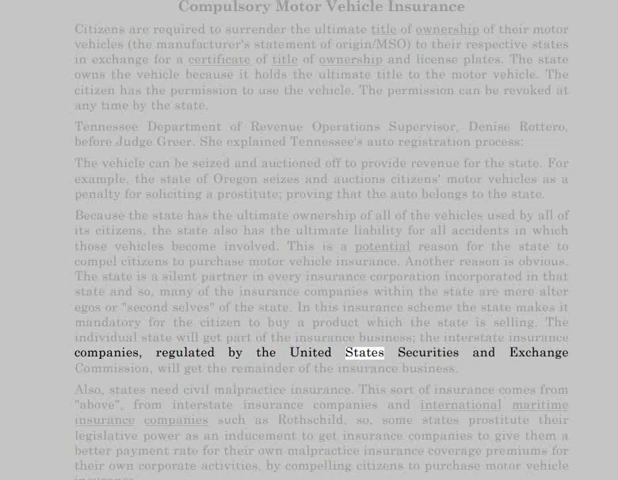 Compulsory Motor Vehicle Insurance
Citizens are required to surrender the ultimate title of ownership of their motor
vehicles (the manufacturer's statement of origin/MSO) to their respective states
in exchange for a certificate of title of ownership and license plates. The state
owns the vehicle because it holds the ultimate title to the motor vehicle. The
citizen has the permission to use the vehicle. The permission can be revoked at
any time by the state.
Tennessee Department of Revenue Operations Supervisor, Denise Rottero,
before Judge Greer. She explained Tennessee's auto registration process:
The vehicle can be seized and auctioned off to provide revenue for the state. For
example, the state of Oregon seizes and auctions citizens' motor vehicles as a
penalty for soliciting a prostitute; proving that the auto belongs to the state.
Because the state has the ultimate ownership of all of the vehicles used by all of
its citizens, the state also has the ultimate liability for all accidents in which
those vehicles become involved. This is a potential reason for the state to
compel citizens to purchase motor vehicle insurance. Another reason is obvious.
The state is a silent partner in every insurance corporation incorporated in that
state and so, many of the insurance companies within the state are mere alter
egos or "second selves" of the state. In this insurance scheme the state makes it
mandatory for the citizen to buy a product which the state is selling. The
individual state will get part of the insurance business; the interstate insurance
companies, regulated by the United States Securities and Exchange
Commission, will get the remainder of the insurance business.
Also, states need civil malpractice insurance. This sort of insurance comes from
"above", from interstate insurance companies and international maritime
insurance companies such as Rothschild, so, some states prostitute their
legislative power as an inducement to get insurance companies to give them a
better payment rate for their own malpractice insurance coverage premiums for
their own corporate activities, by compelling citizens to purchase motor vehicle